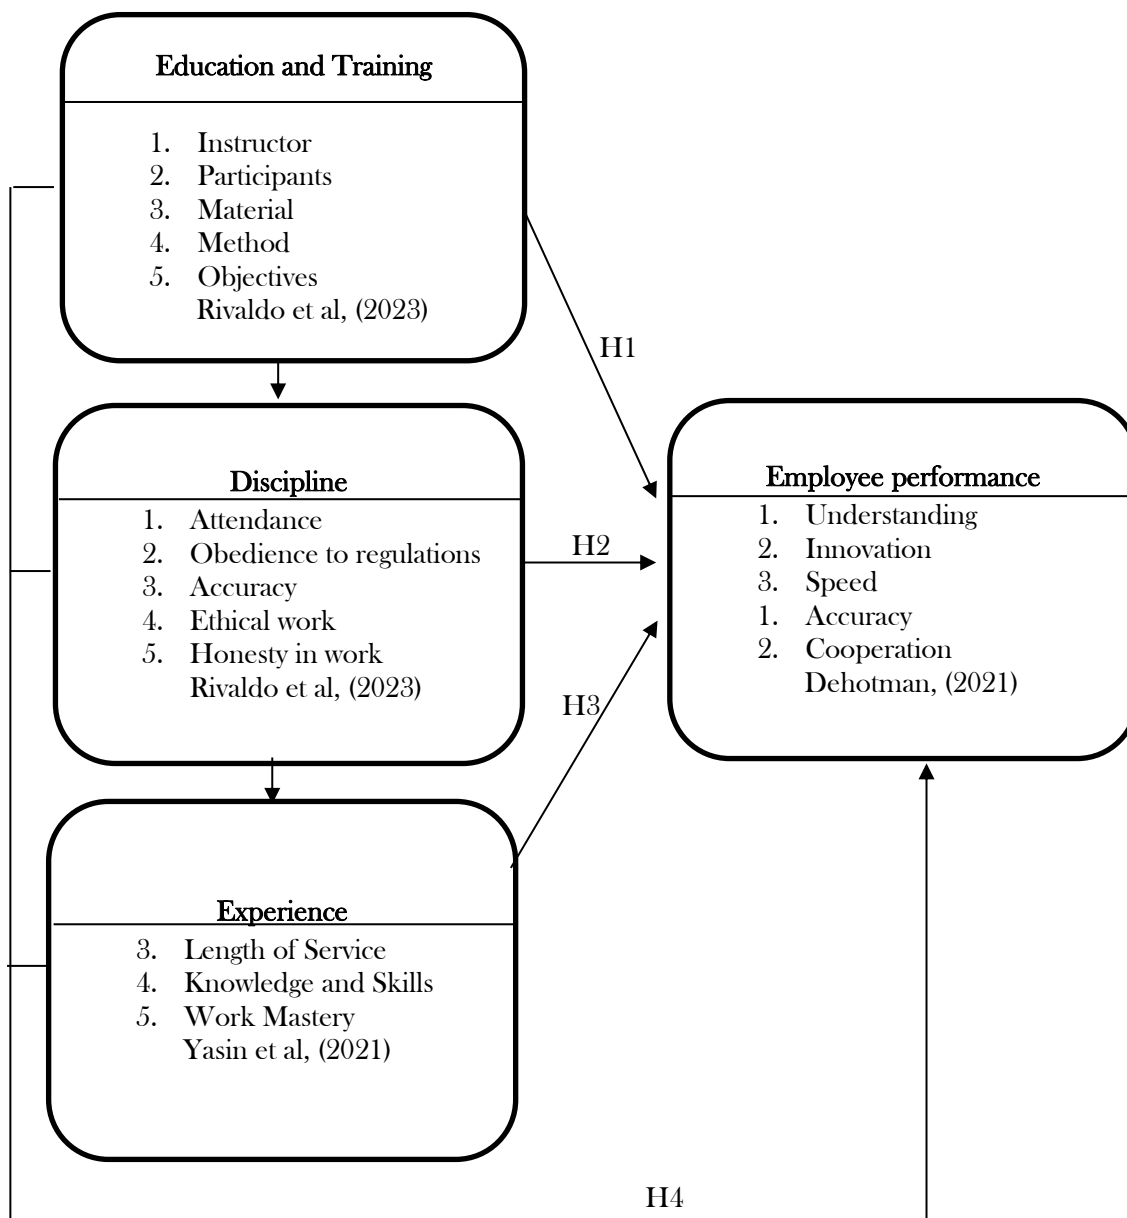 Education and Training
1. Instructor
2. Participants
3. Material
4. Method
5. Objectives
Rivaldo et al, (2023)
H1
Discipline
1. Attendance
2. Obedience to regulations
3. Accuracy
4. Ethical work
5. Honesty in work
Rivaldo et al, (2023)
H2
Employee performance
1. Understanding
2. Innovation
3. Speed
1. Accuracy
2. Cooperation
Dehotman, (2021)
H3
Experience
3. Length of Service
4. Knowledge and Skills
5. Work Mastery
Yasin et al, (2021)
H4